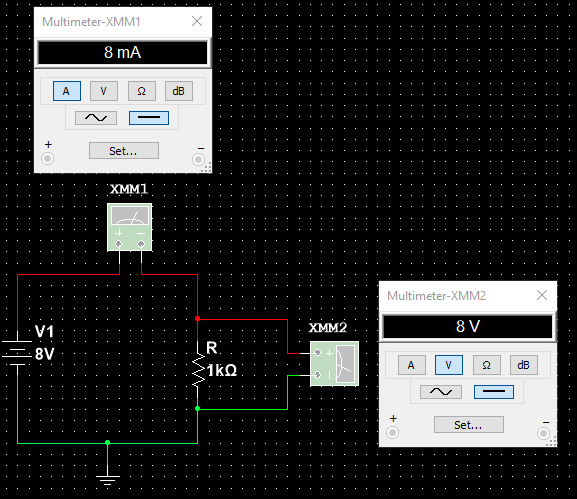 Multimeter-XMM1
8 mA
A V Ω dB
Set...
+ −
XMM1
+ −
V1
8V
R
1kΩ
XMM2
+
Multimeter-XMM2
8 V
A V Ω dB
Set...
+ −